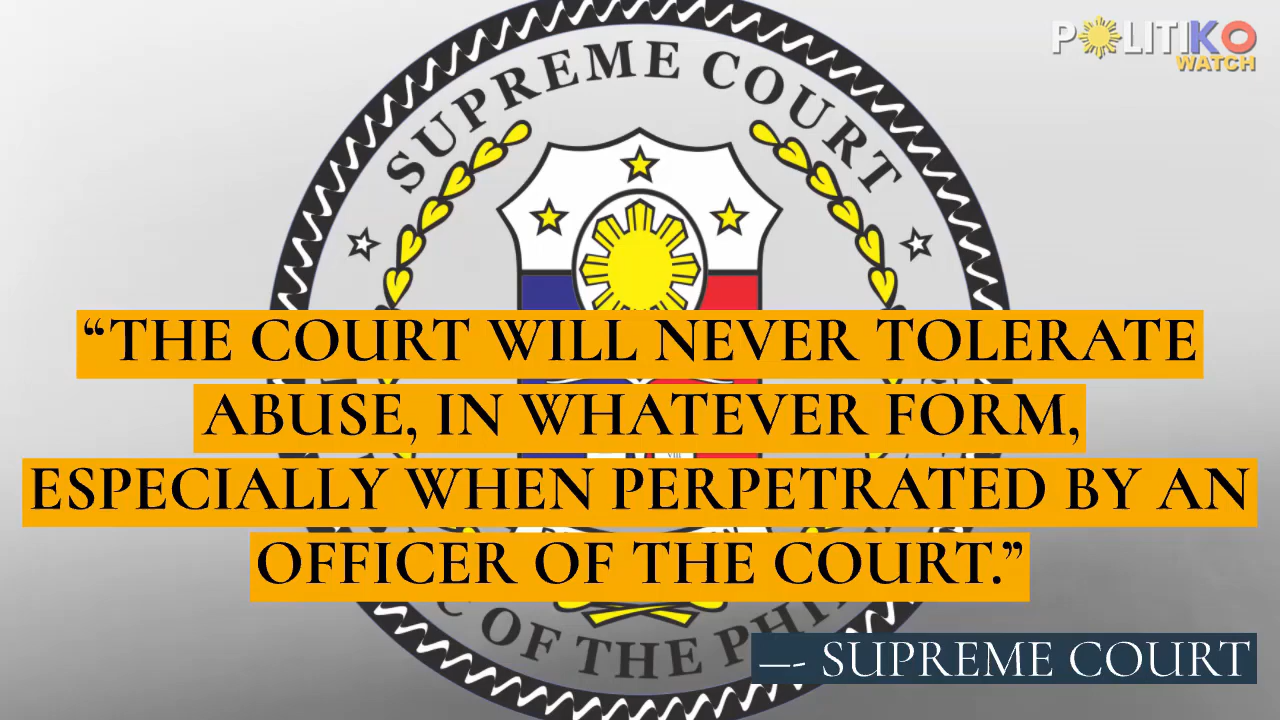 POLITIKO
WATCH
SUPREME COURT
“THE COURT WILL NEVER TOLERATE
ABUSE, IN WHATEVER FORM,
ESPECIALLY WHEN PERPETRATED BY AN
OFFICER OF THE COURT.”
OF THE
—- SUPREME COURT